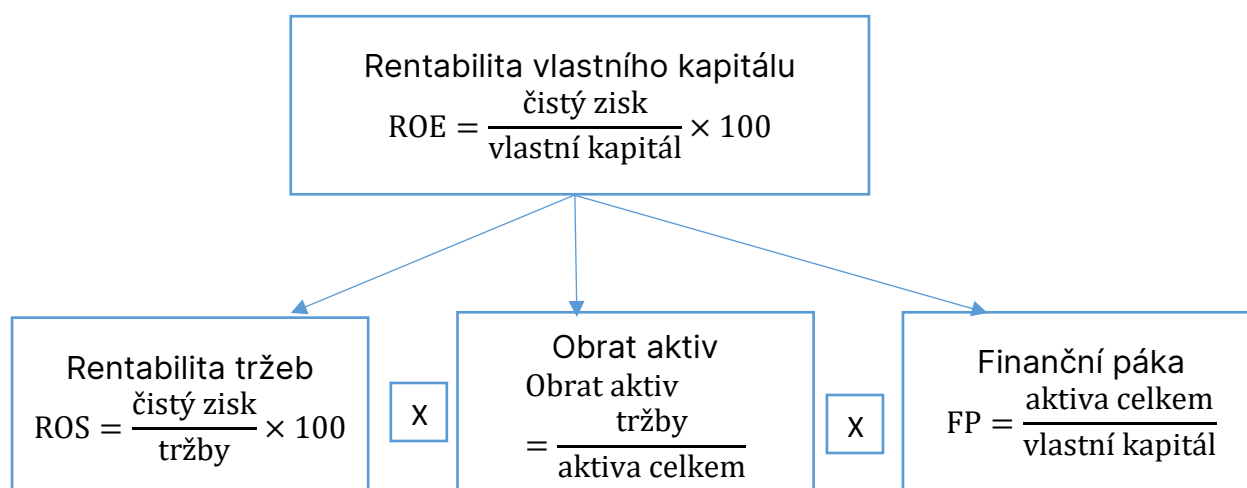 Rentabilita vlastního kapitálu
ROE = čistý zisk / vlastní kapitál × 100
Rentabilita tržeb
ROS = čistý zisk / tržby × 100
X
Obrat aktiv
Obrat aktiv
= tržby / aktiva celkem
X
Finanční páka
FP = aktiva celkem / vlastní kapitál